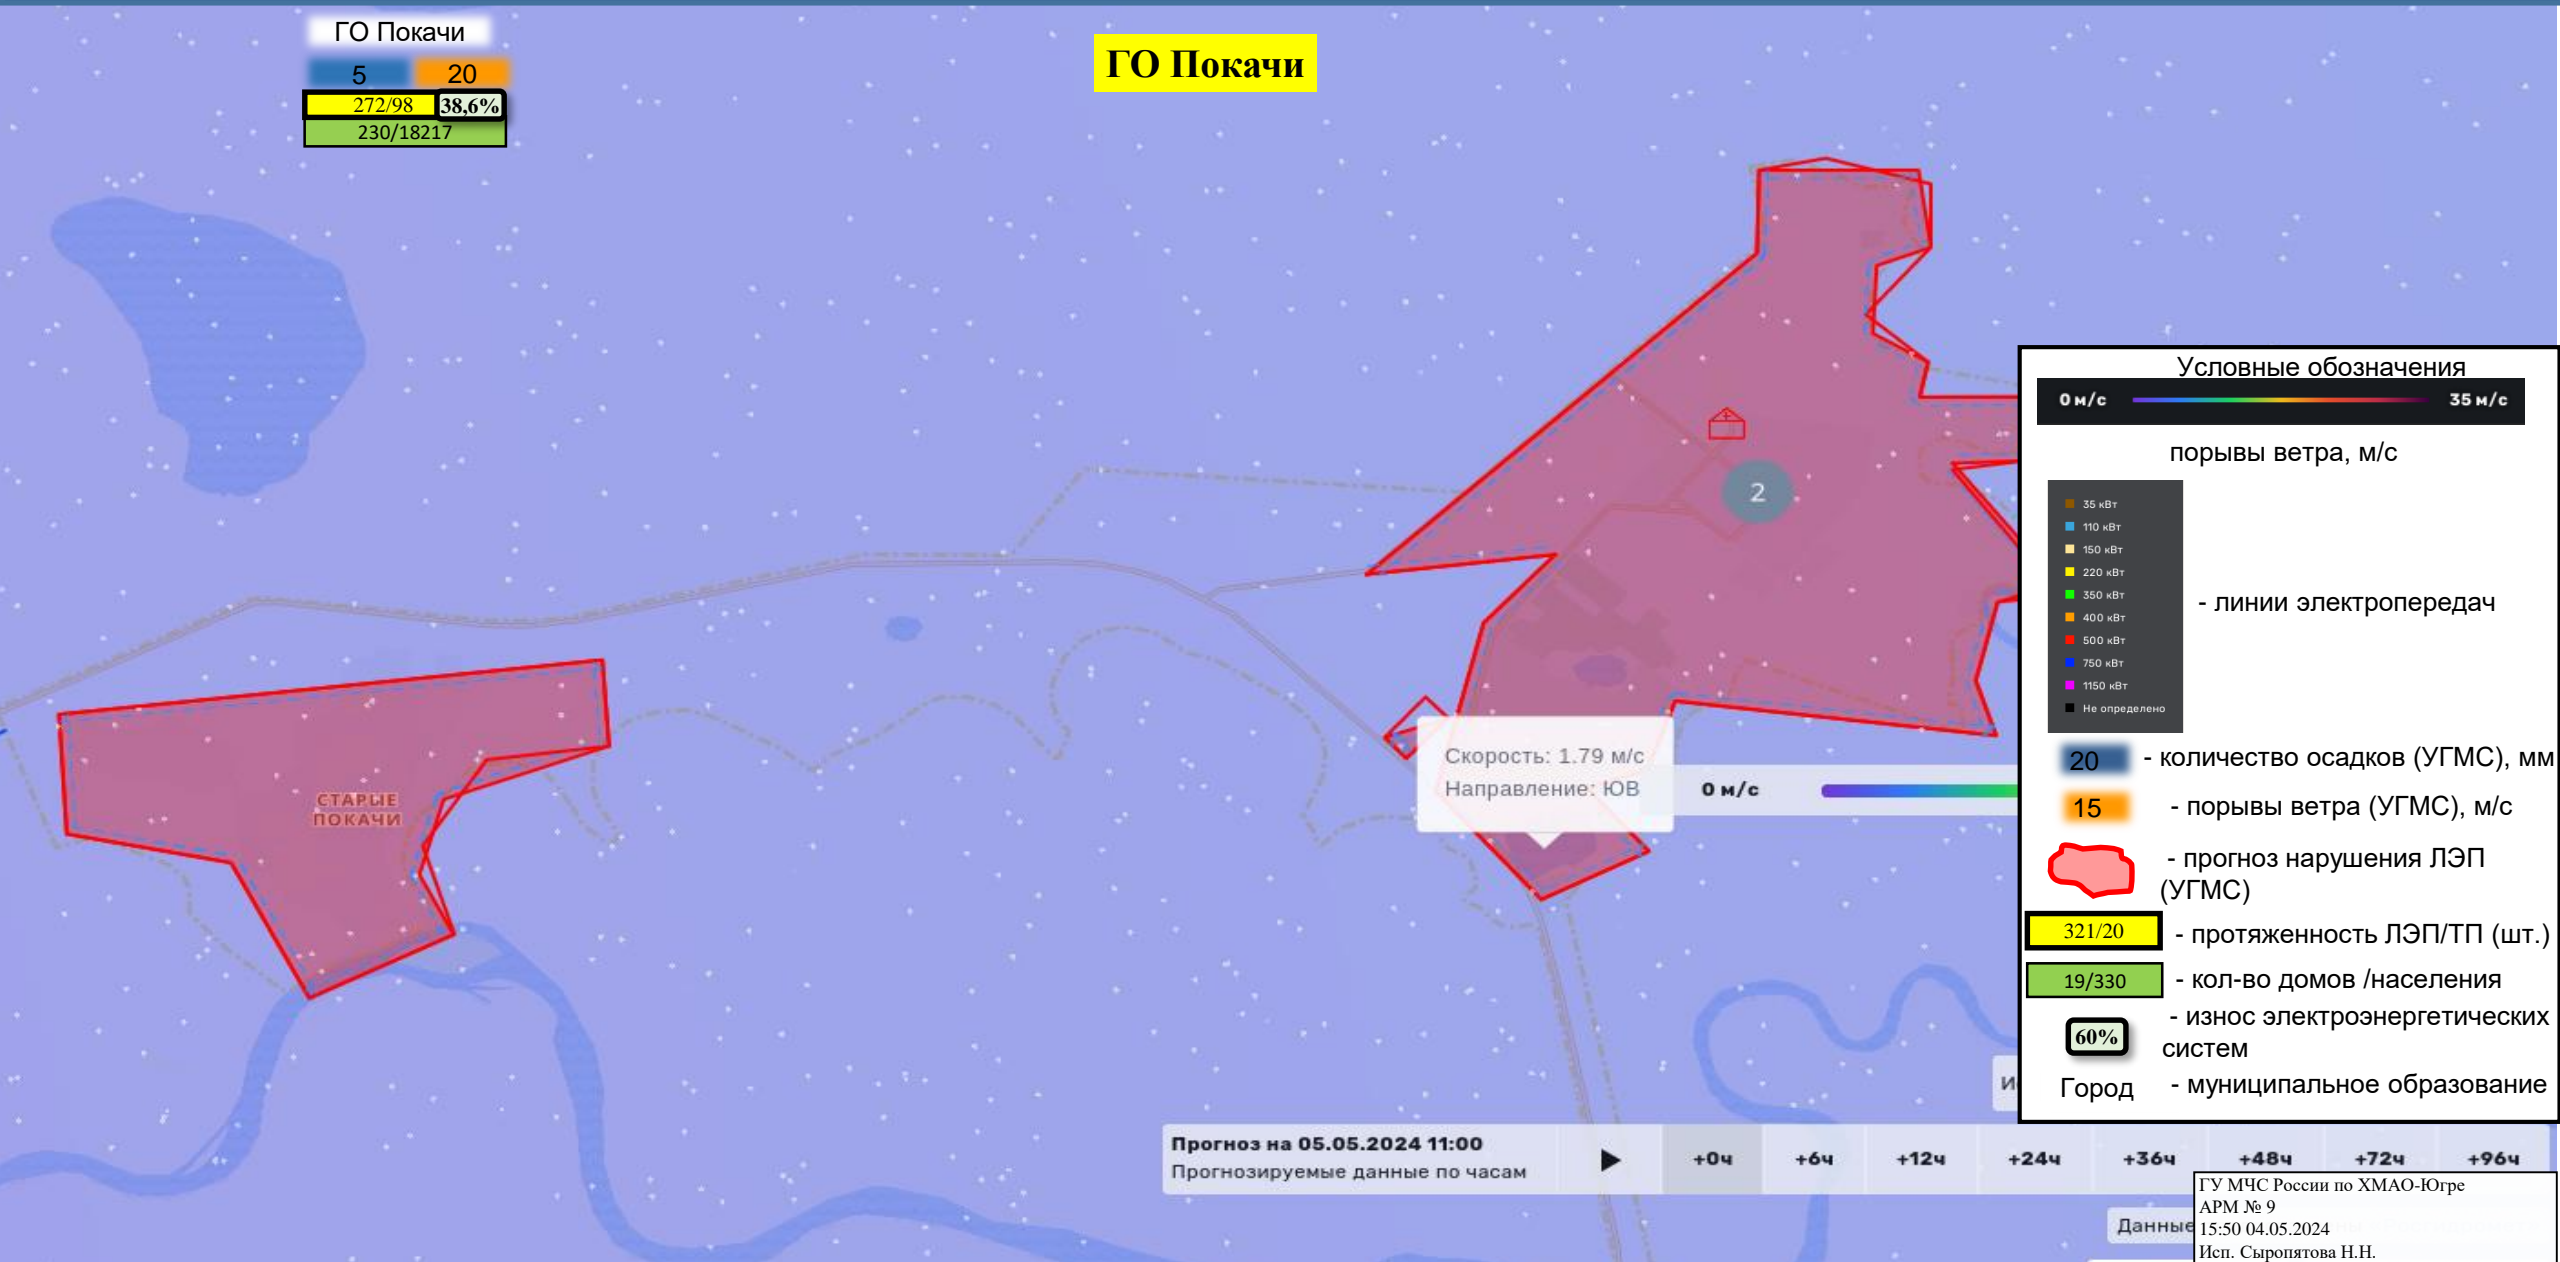 ГО Покачи
5 20
272/98 38,6%
230/18217
ГО Покачи
2
СТАРЫЕ
ПОКАЧИ
Скорость: 1.79 м/с
Направление: ЮВ
0 м/с
Условные обозначения
0 м/с 35 м/с
порывы ветра, м/с
35 кВт
110 кВт
150 кВт
220 кВт
350 кВт
400 кВт
500 кВт
750 кВт
1150 кВт
Не определено
- линии электропередач
20 - количество осадков (УГМС), мм
15 - порывы ветра (УГМС), м/с
- прогноз нарушения ЛЭП
(УГМС)
321/20 - протяженность ЛЭП/ТП (шт.)
19/330 - кол-во домов /населения
60% - износ электроэнергетических
систем
Город - муниципальное образование
Прогноз на 05.05.2024 11:00
Прогнозируемые данные по часам
+0ч +6ч +12ч +24ч +36ч +48ч +72ч +96ч
Данные
ГУ МЧС России по ХМАО-Югре
АРМ № 9
15:50 04.05.2024
Исп. Сыропятова Н.Н.